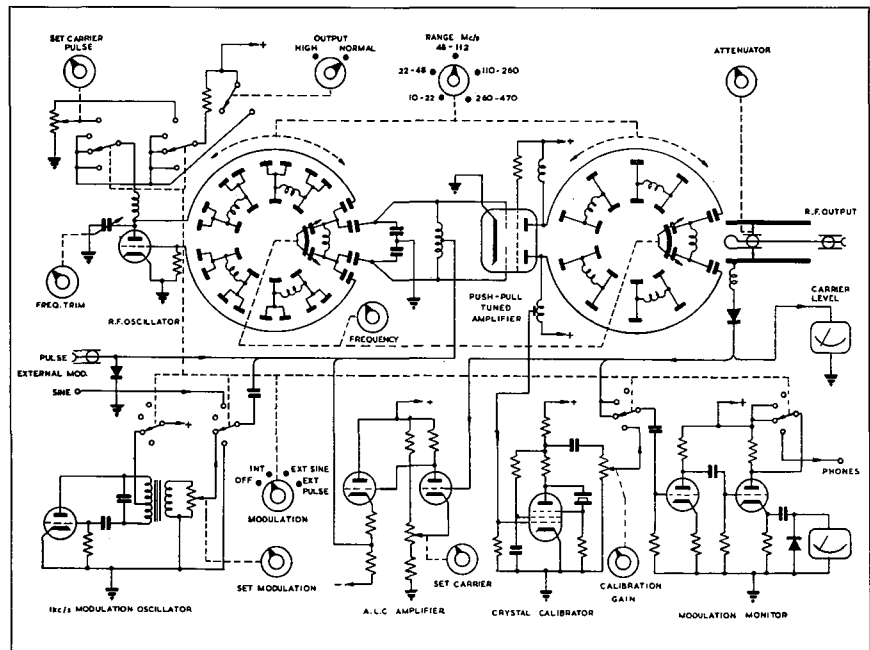 SET CARRIER
PULSE
OUTPUT
HIGH
NORMAL
RANGE Mc/s
48-112
22-48
110-260
10-22
260-470
ATTENUATOR
R.F. OUTPUT
FREQ. TRIM
R.F. OSCILLATOR
FREQUENCY
PUSH-PULL
TUNED
AMPLIFIER
CARRIER
LEVEL
PULSE
EXTERNAL MOD.
SINE
INT
EXT SINE
OFF
EXT
PULSE
MODULATION
PHONES
SET MODULATION
SET CARRIER
CALIBRATION
GAIN
1kc/s MODULATION OSCILLATOR
A.L.C AMPLIFIER
CRYSTAL CALIBRATOR
MODULATION MONITOR